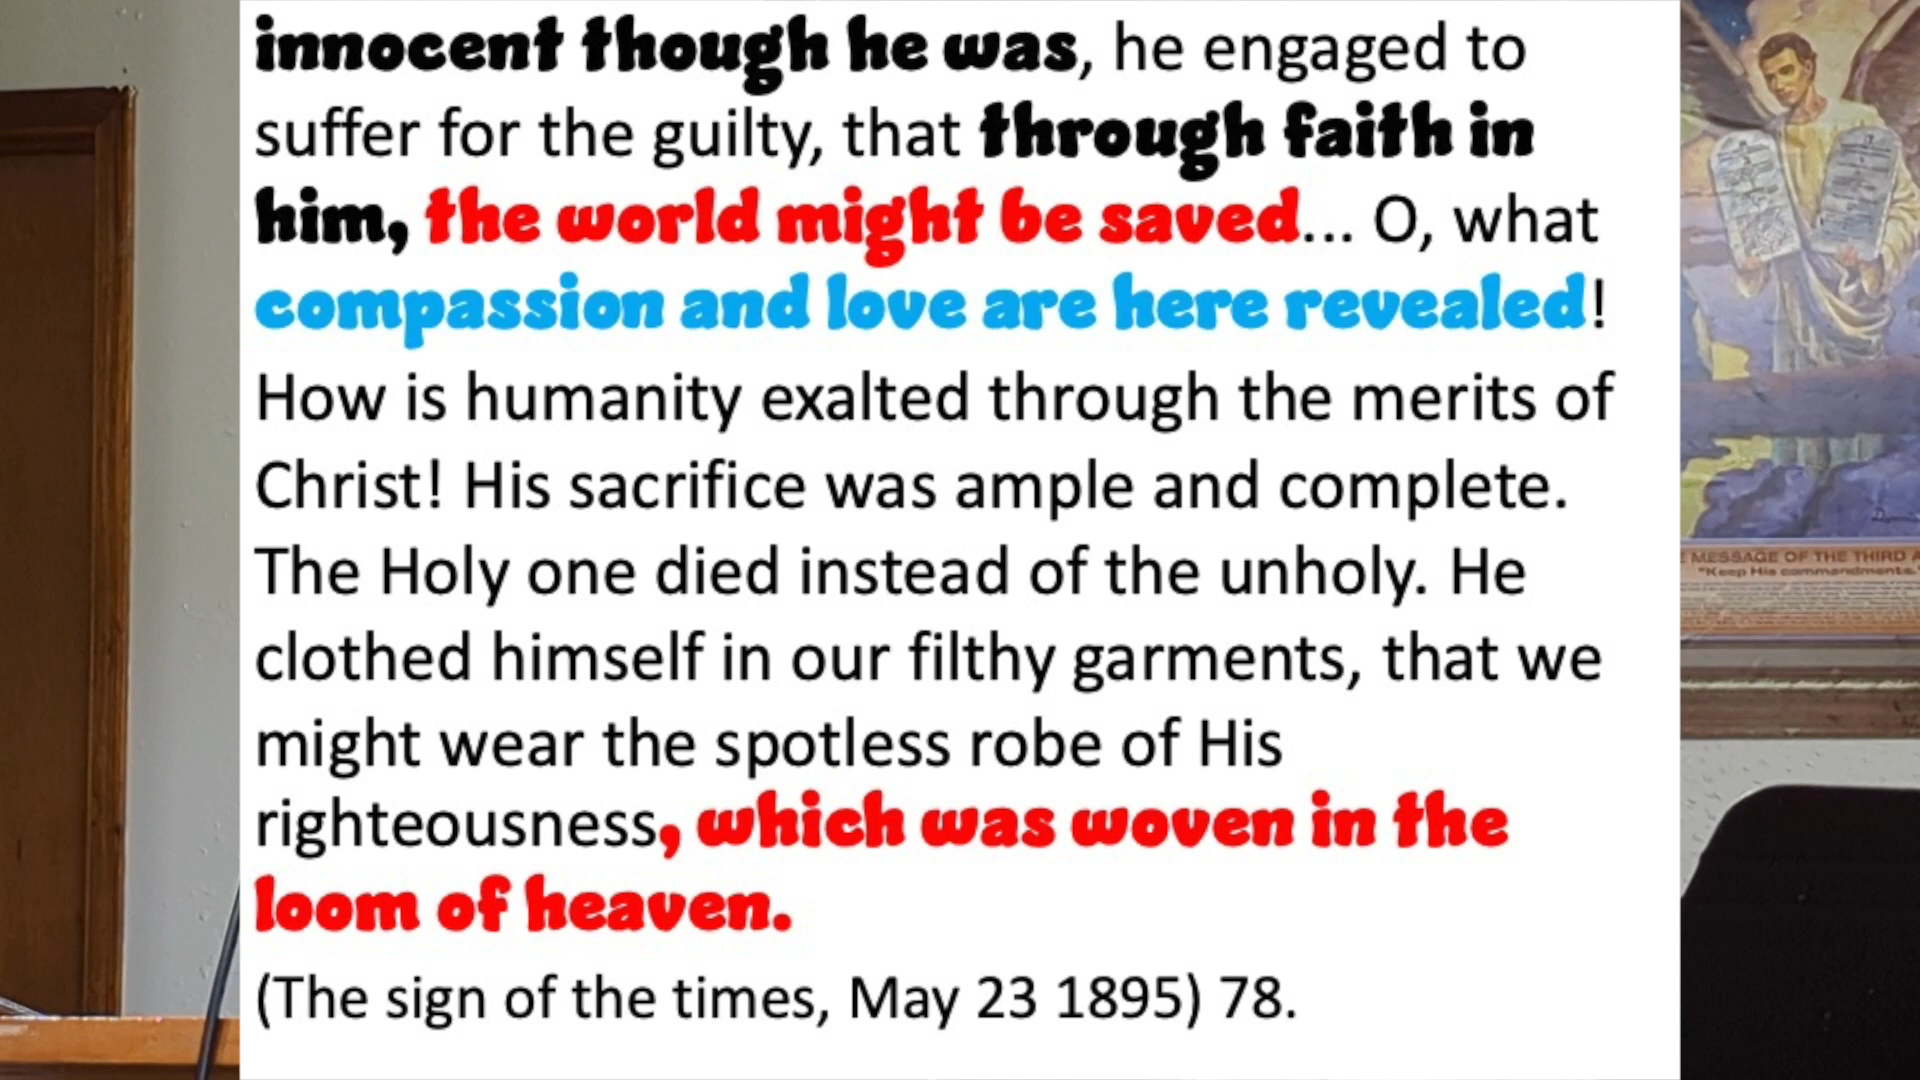 innocent though he was, he engaged to
suffer for the guilty, that through faith in
him, the world might be saved... O, what
compassion and love are here revealed!
How is humanity exalted through the merits of
Christ! His sacrifice was ample and complete.
The Holy one died instead of the unholy. He
clothed himself in our filthy garments, that we
might wear the spotless robe of His
righteousness, which was woven in the
loom of heaven.
(The sign of the times, May 23 1895) 78.
MESSAGE OF THE THIRD A
"Keep His commandments."